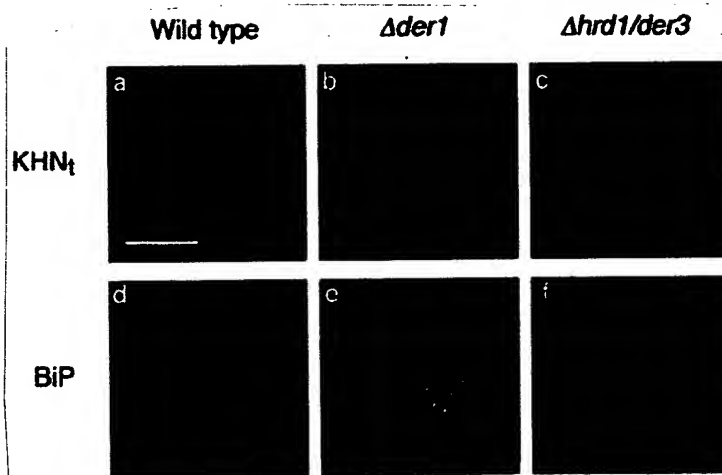 Wild type Δder1 Δhrd1/der3
a b c
KHNt
d e f
BiP